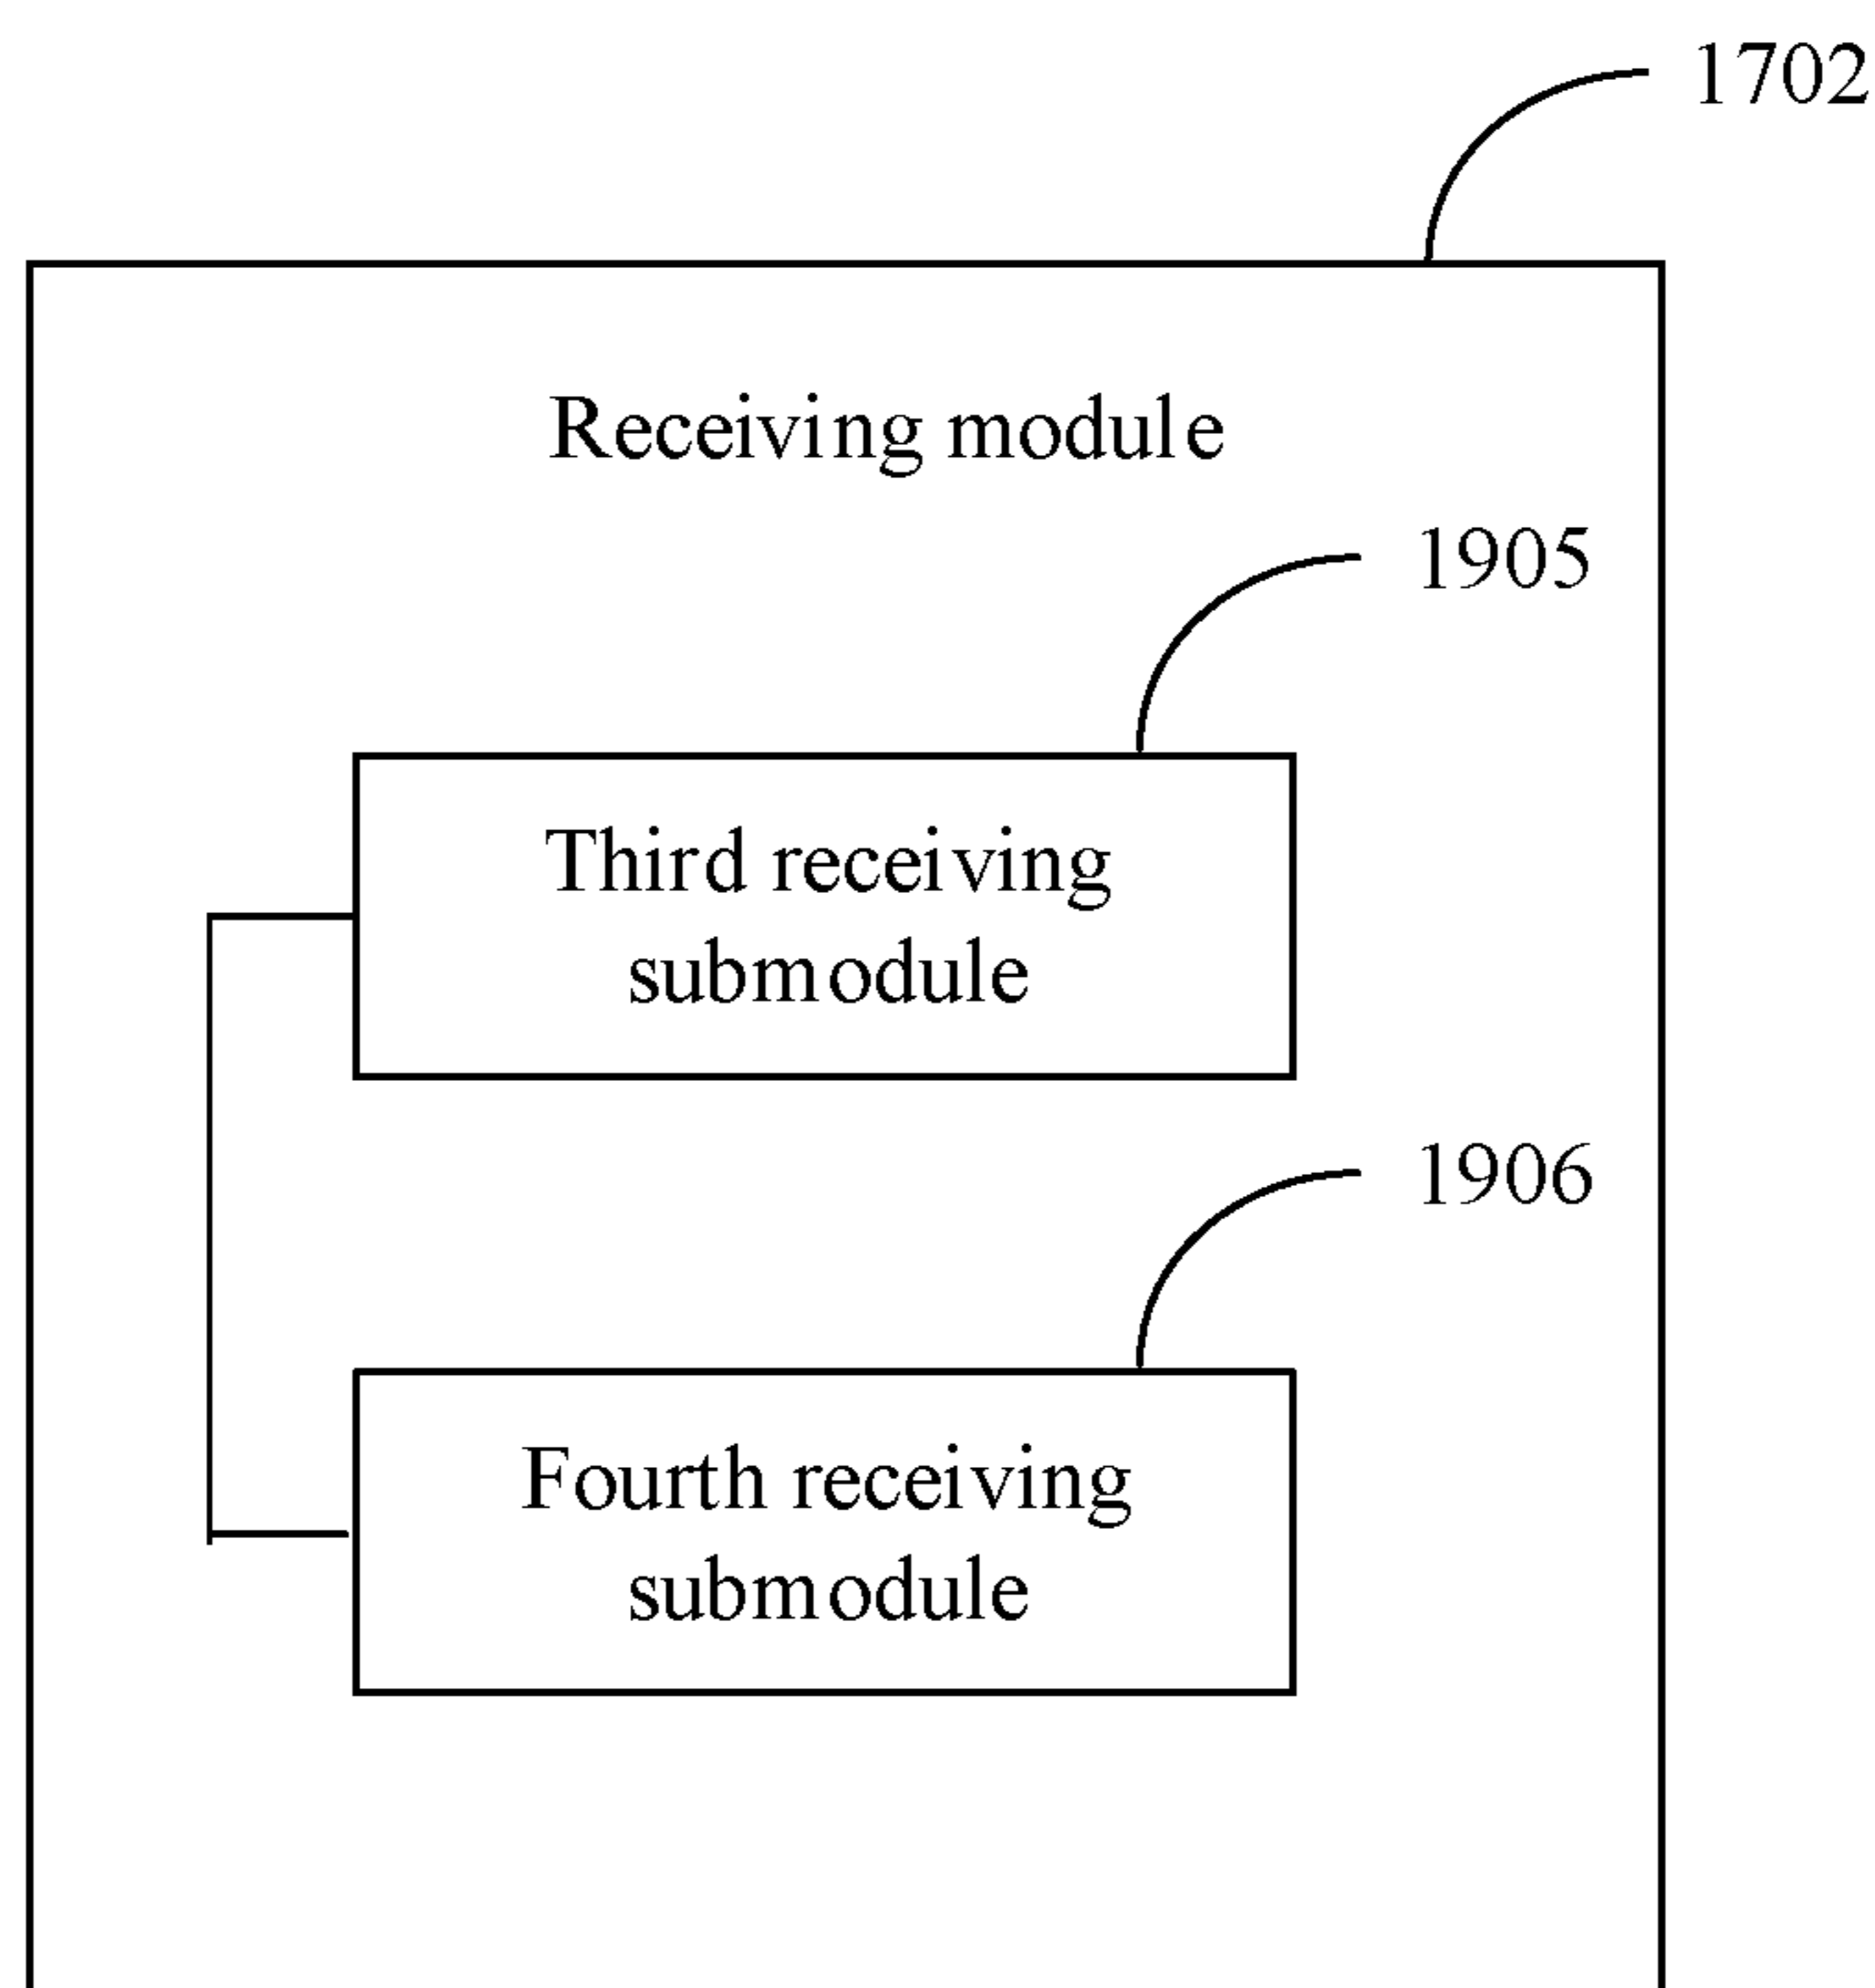 1702
Receiving module
1905
Third receiving
submodule
1906
Fourth receiving
submodule